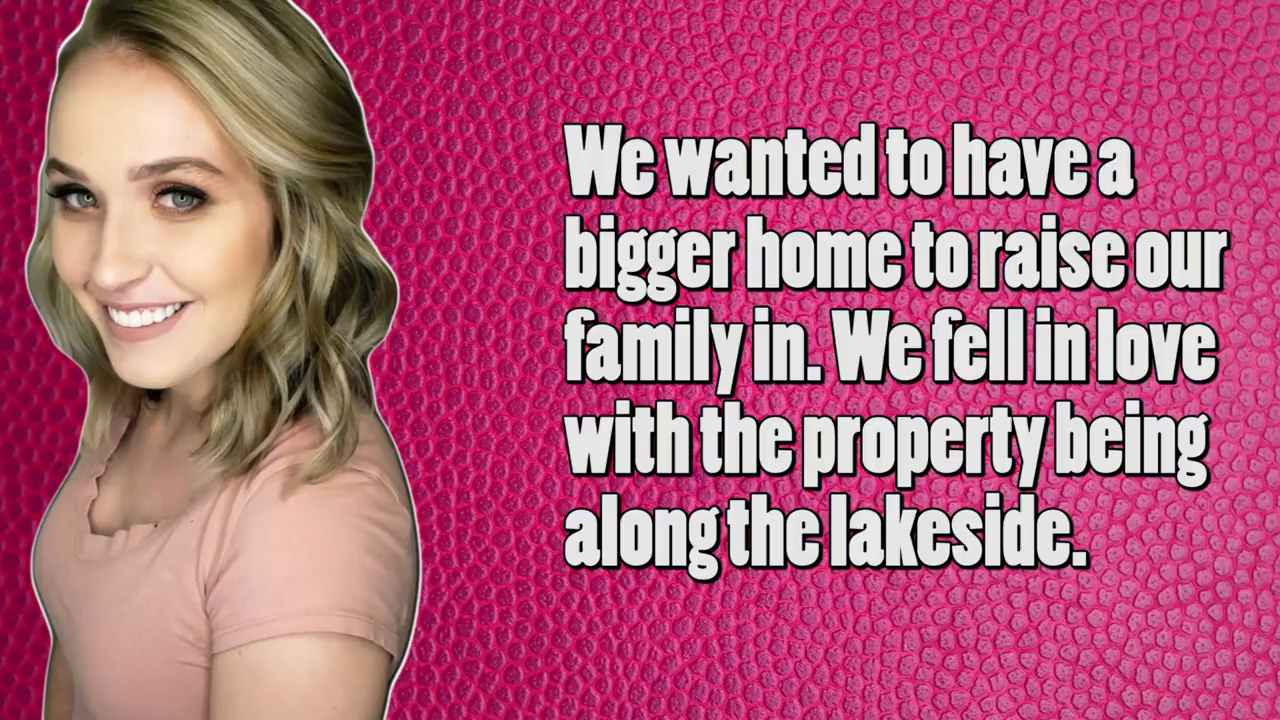 We wanted to have a
bigger home to raise our
family in. We fell in love
with the property being
along the lakeside.